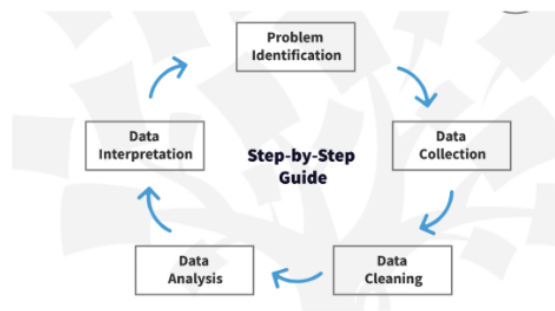 Problem
Identification
Data
Collection
Data
Cleaning
Data
Analysis
Data
Interpretation
Step-by-Step
Guide